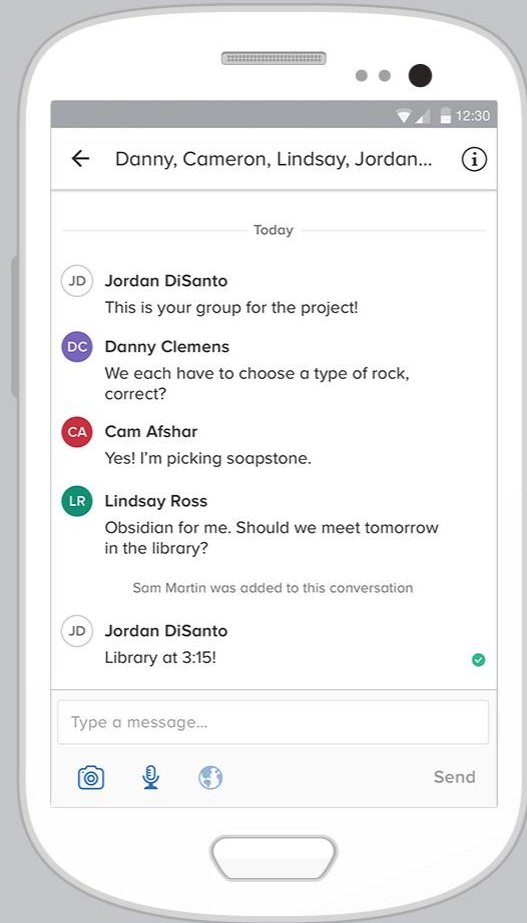 12:30
Danny, Cameron, Lindsay, Jordan...
Today
JD
Jordan DiSanto
This is your group for the project!
DC
Danny Clemens
We each have to choose a type of rock,
correct?
CA
Cam Afshar
Yes! I'm picking soapstone.
LR
Lindsay Ross
Obsidian for me. Should we meet tomorrow
in the library?
Sam Martin was added to this conversation
JD
Jordan DiSanto
Library at 3:15!
Type a message...
Send